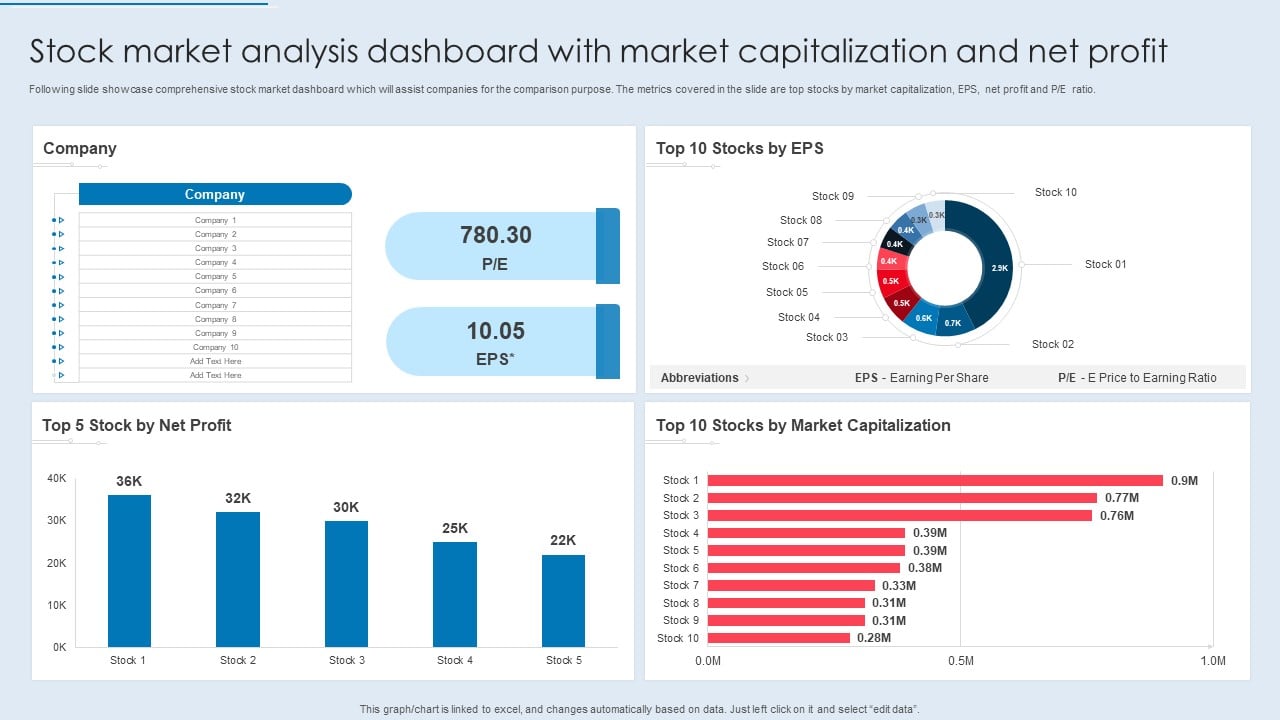 Stock market analysis dashboard with market capitalization and net profit
Following slide showcase comprehensive stock market dashboard which will assist companies for the comparison purpose. The metrics covered in the slide are top stocks by market capitalization, EPS, net profit and P/E ratio.
Company
Company
Company 1
Company 2
Company 3
Company 4
Company 5
Company 6
Company 7
Company 8
Company 9
Company 10
Add Text Here
Add Text Here
780.30
P/E
10.05
EPS*
Top 10 Stocks by EPS
Stock 09
Stock 10
Stock 08
Stock 07
Stock 06
Stock 01
Stock 05
Stock 04
Stock 03
Stock 02
2.9K
0.7K
0.6K
0.5K
0.5K
0.4K
0.4K
0.4K
0.3K
0.3K
Abbreviations EPS - Earning Per Share P/E - E Price to Earning Ratio
Top 5 Stock by Net Profit
40K
30K
20K
10K
0K
36K
32K
30K
25K
22K
Stock 1 Stock 2 Stock 3 Stock 4 Stock 5
Top 10 Stocks by Market Capitalization
Stock 1 0.9M
Stock 2 0.77M
Stock 3 0.76M
Stock 4 0.39M
Stock 5 0.39M
Stock 6 0.38M
Stock 7 0.33M
Stock 8 0.31M
Stock 9 0.31M
Stock 10 0.28M
0.0M 0.5M 1.0M
This graph/chart is linked to excel, and changes automatically based on data. Just left click on it and select “edit data”.